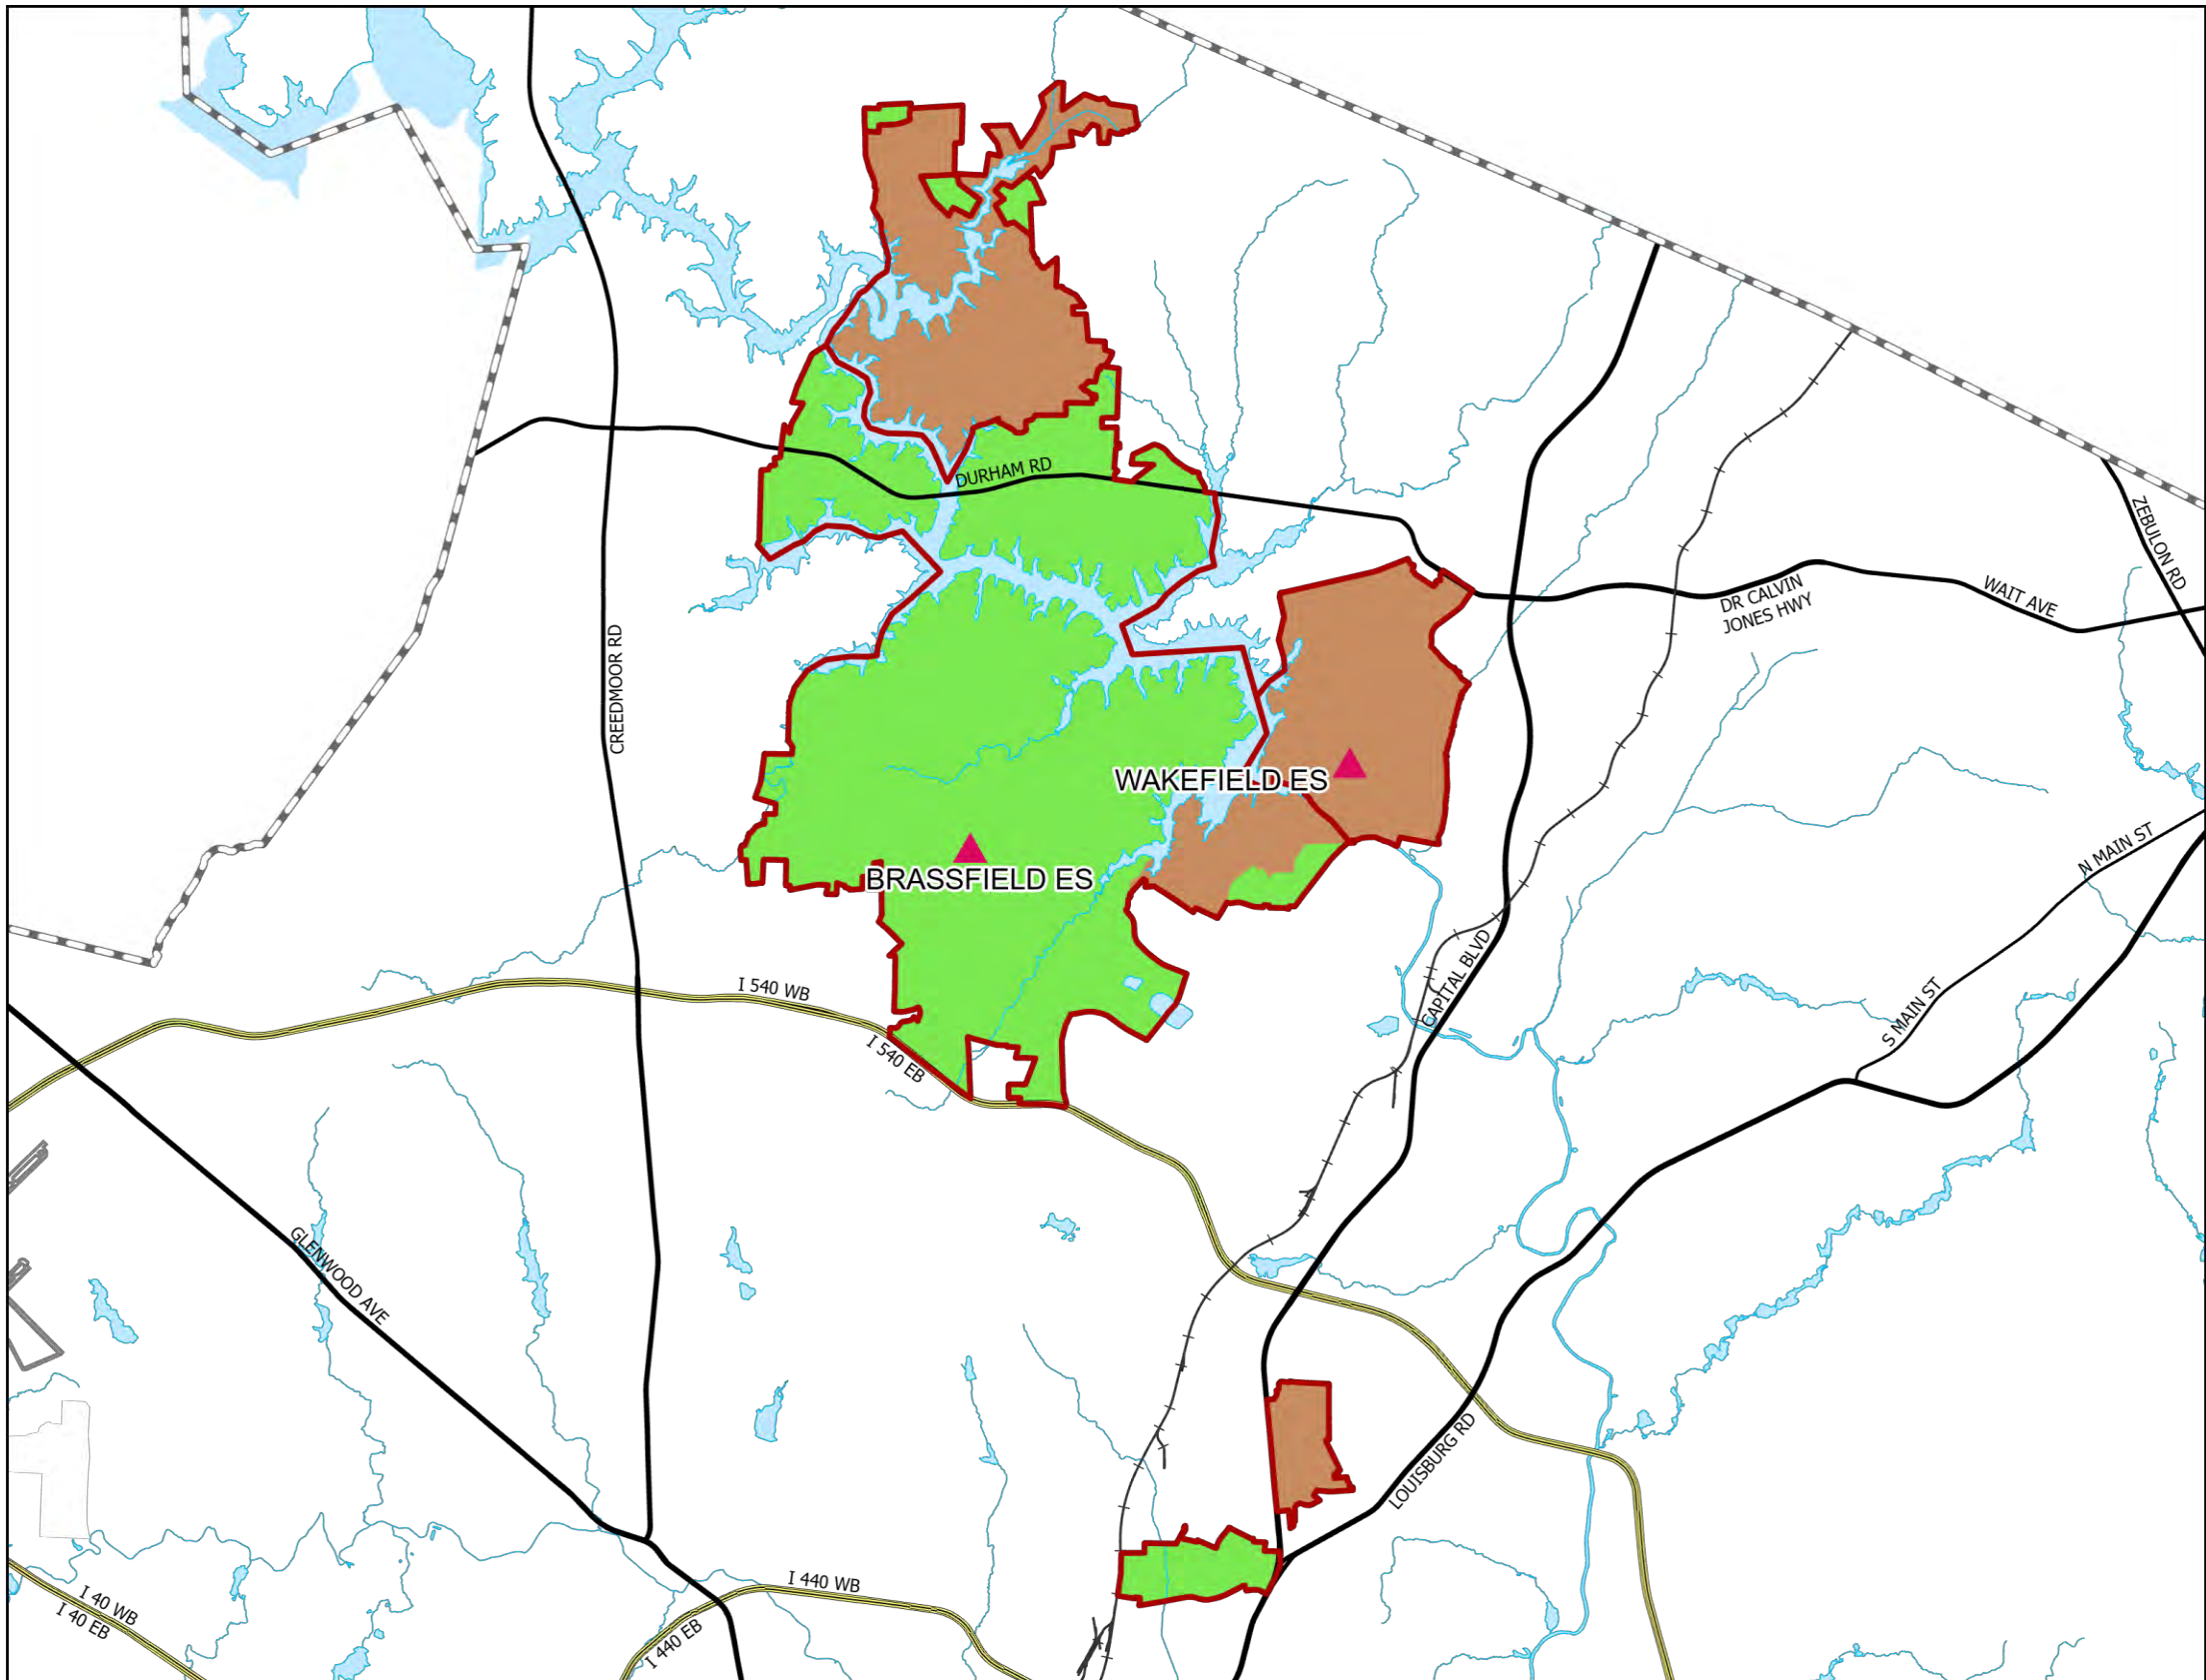 DURHAM RD
ZEBULON RD
DR CALVIN
JONES HWY
WAIT AVE
CREEDMOOR RD
WAKEFIELD ES
BRASSFIELD ES
N MAIN ST
CAPITAL BLVD
I 540 WB
S MAIN ST
I 540 EB
GLENWOOD AVE
LOUISBURG RD
I 440 WB
I 40 WB
I 40 EB
I 440 EB